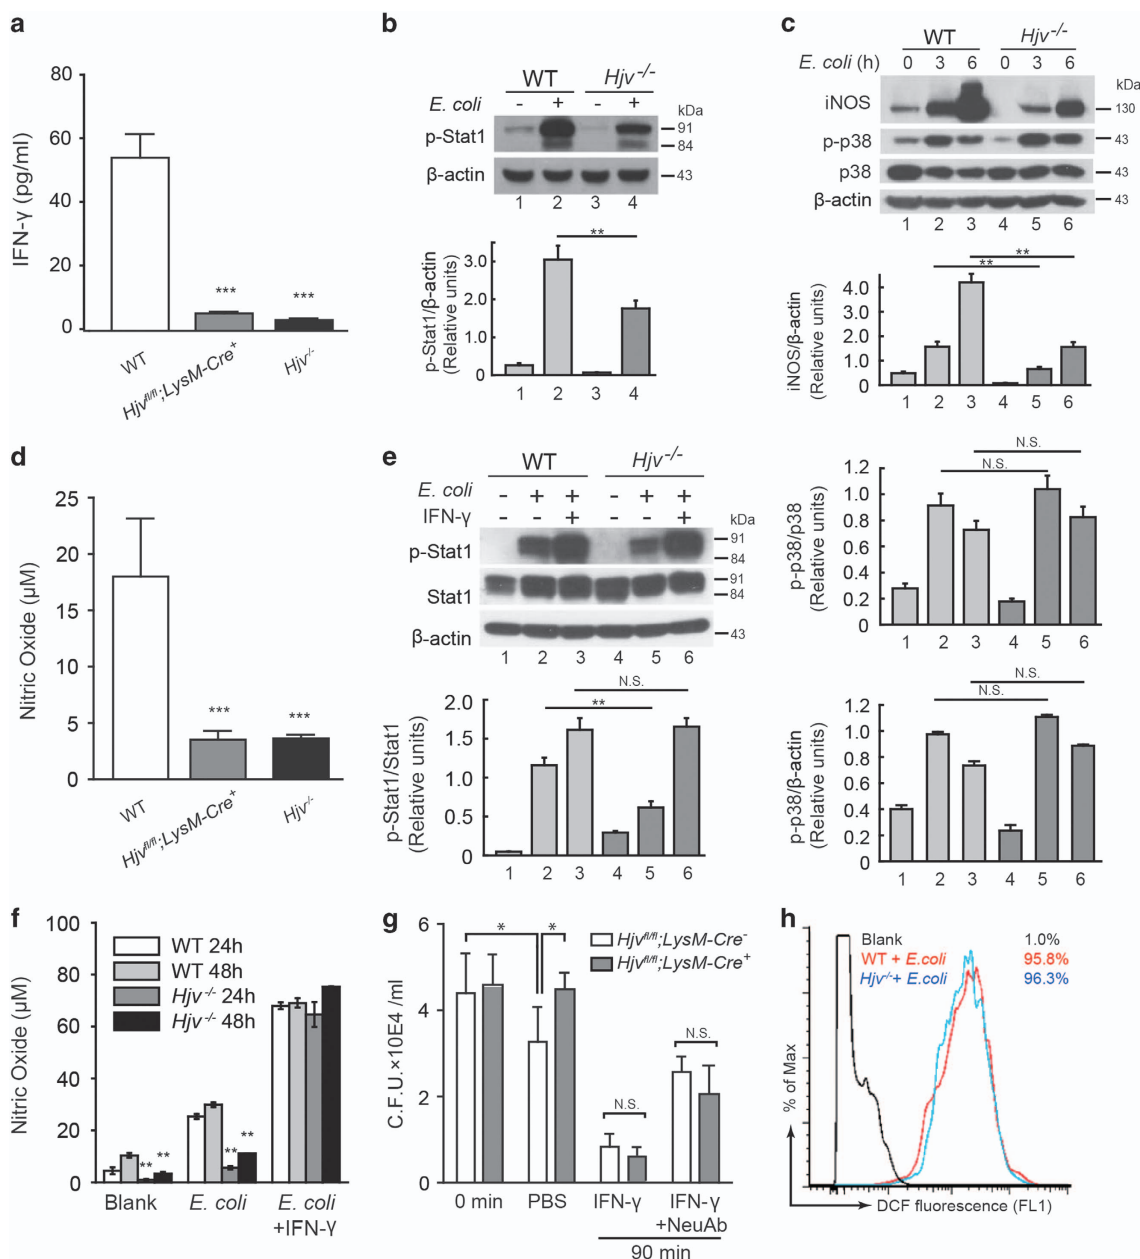 a
80
60
40
20
0
IFN-γ (pg/ml)
***
***
WT
Hjv^fl/fl;LysM-Cre+
Hjv-/-
b
WT Hjv-/-
E. coli - + - +
kDa
p-Stat1
91
84
β-actin
43
1 2 3 4
**
3.0
2.0
1.0
0
p-Stat1/β-actin
(Relative units)
1 2 3 4
c
WT Hjv-/-
E. coli (h) 0 3 6 0 3 6
kDa
iNOS
130
p-p38
43
p38
43
β-actin
43
1 2 3 4 5 6
**
**
4.0
3.0
2.0
1.0
0
iNOS/β-actin
(Relative units)
1 2 3 4 5 6
N.S.
N.S.
1.2
1.0
0.8
0.6
0.4
0.2
0
p-p38/p38
(Relative units)
1 2 3 4 5 6
N.S.
N.S.
1.2
1.0
0.8
0.6
0.4
0.2
0
p-p38/β-actin
(Relative units)
1 2 3 4 5 6
d
25
20
15
10
5
0
Nitric Oxide (μM)
***
***
WT
Hjv^fl/fl;LysM-Cre+
Hjv-/-
e
WT Hjv-/-
E. coli - + + - + +
IFN-γ - - + - - +
kDa
p-Stat1
91
84
Stat1
91
84
β-actin
43
1 2 3 4 5 6
N.S.
**
2.0
1.5
1.0
0.5
0
p-Stat1/Stat1
(Relative units)
1 2 3 4 5 6
f
100
80
60
40
20
0
Nitric Oxide (μM)
WT 24h
WT 48h
Hjv-/- 24h
Hjv-/- 48h
**
**
**
**
Blank
E. coli
E. coli
+IFN-γ
g
6
4
2
0
C.F.U.×10E4 /ml
*
*
Hjv^fl/fl;LysM-Cre-
Hjv^fl/fl;LysM-Cre+
N.S.
N.S.
0 min
PBS
IFN-γ
IFN-γ
+NeuAb
90 min
h
Blank 1.0%
WT + E.coli 95.8%
Hjv-/-+ E.coli 96.3%
% of Max
DCF fluorescence (FL1)